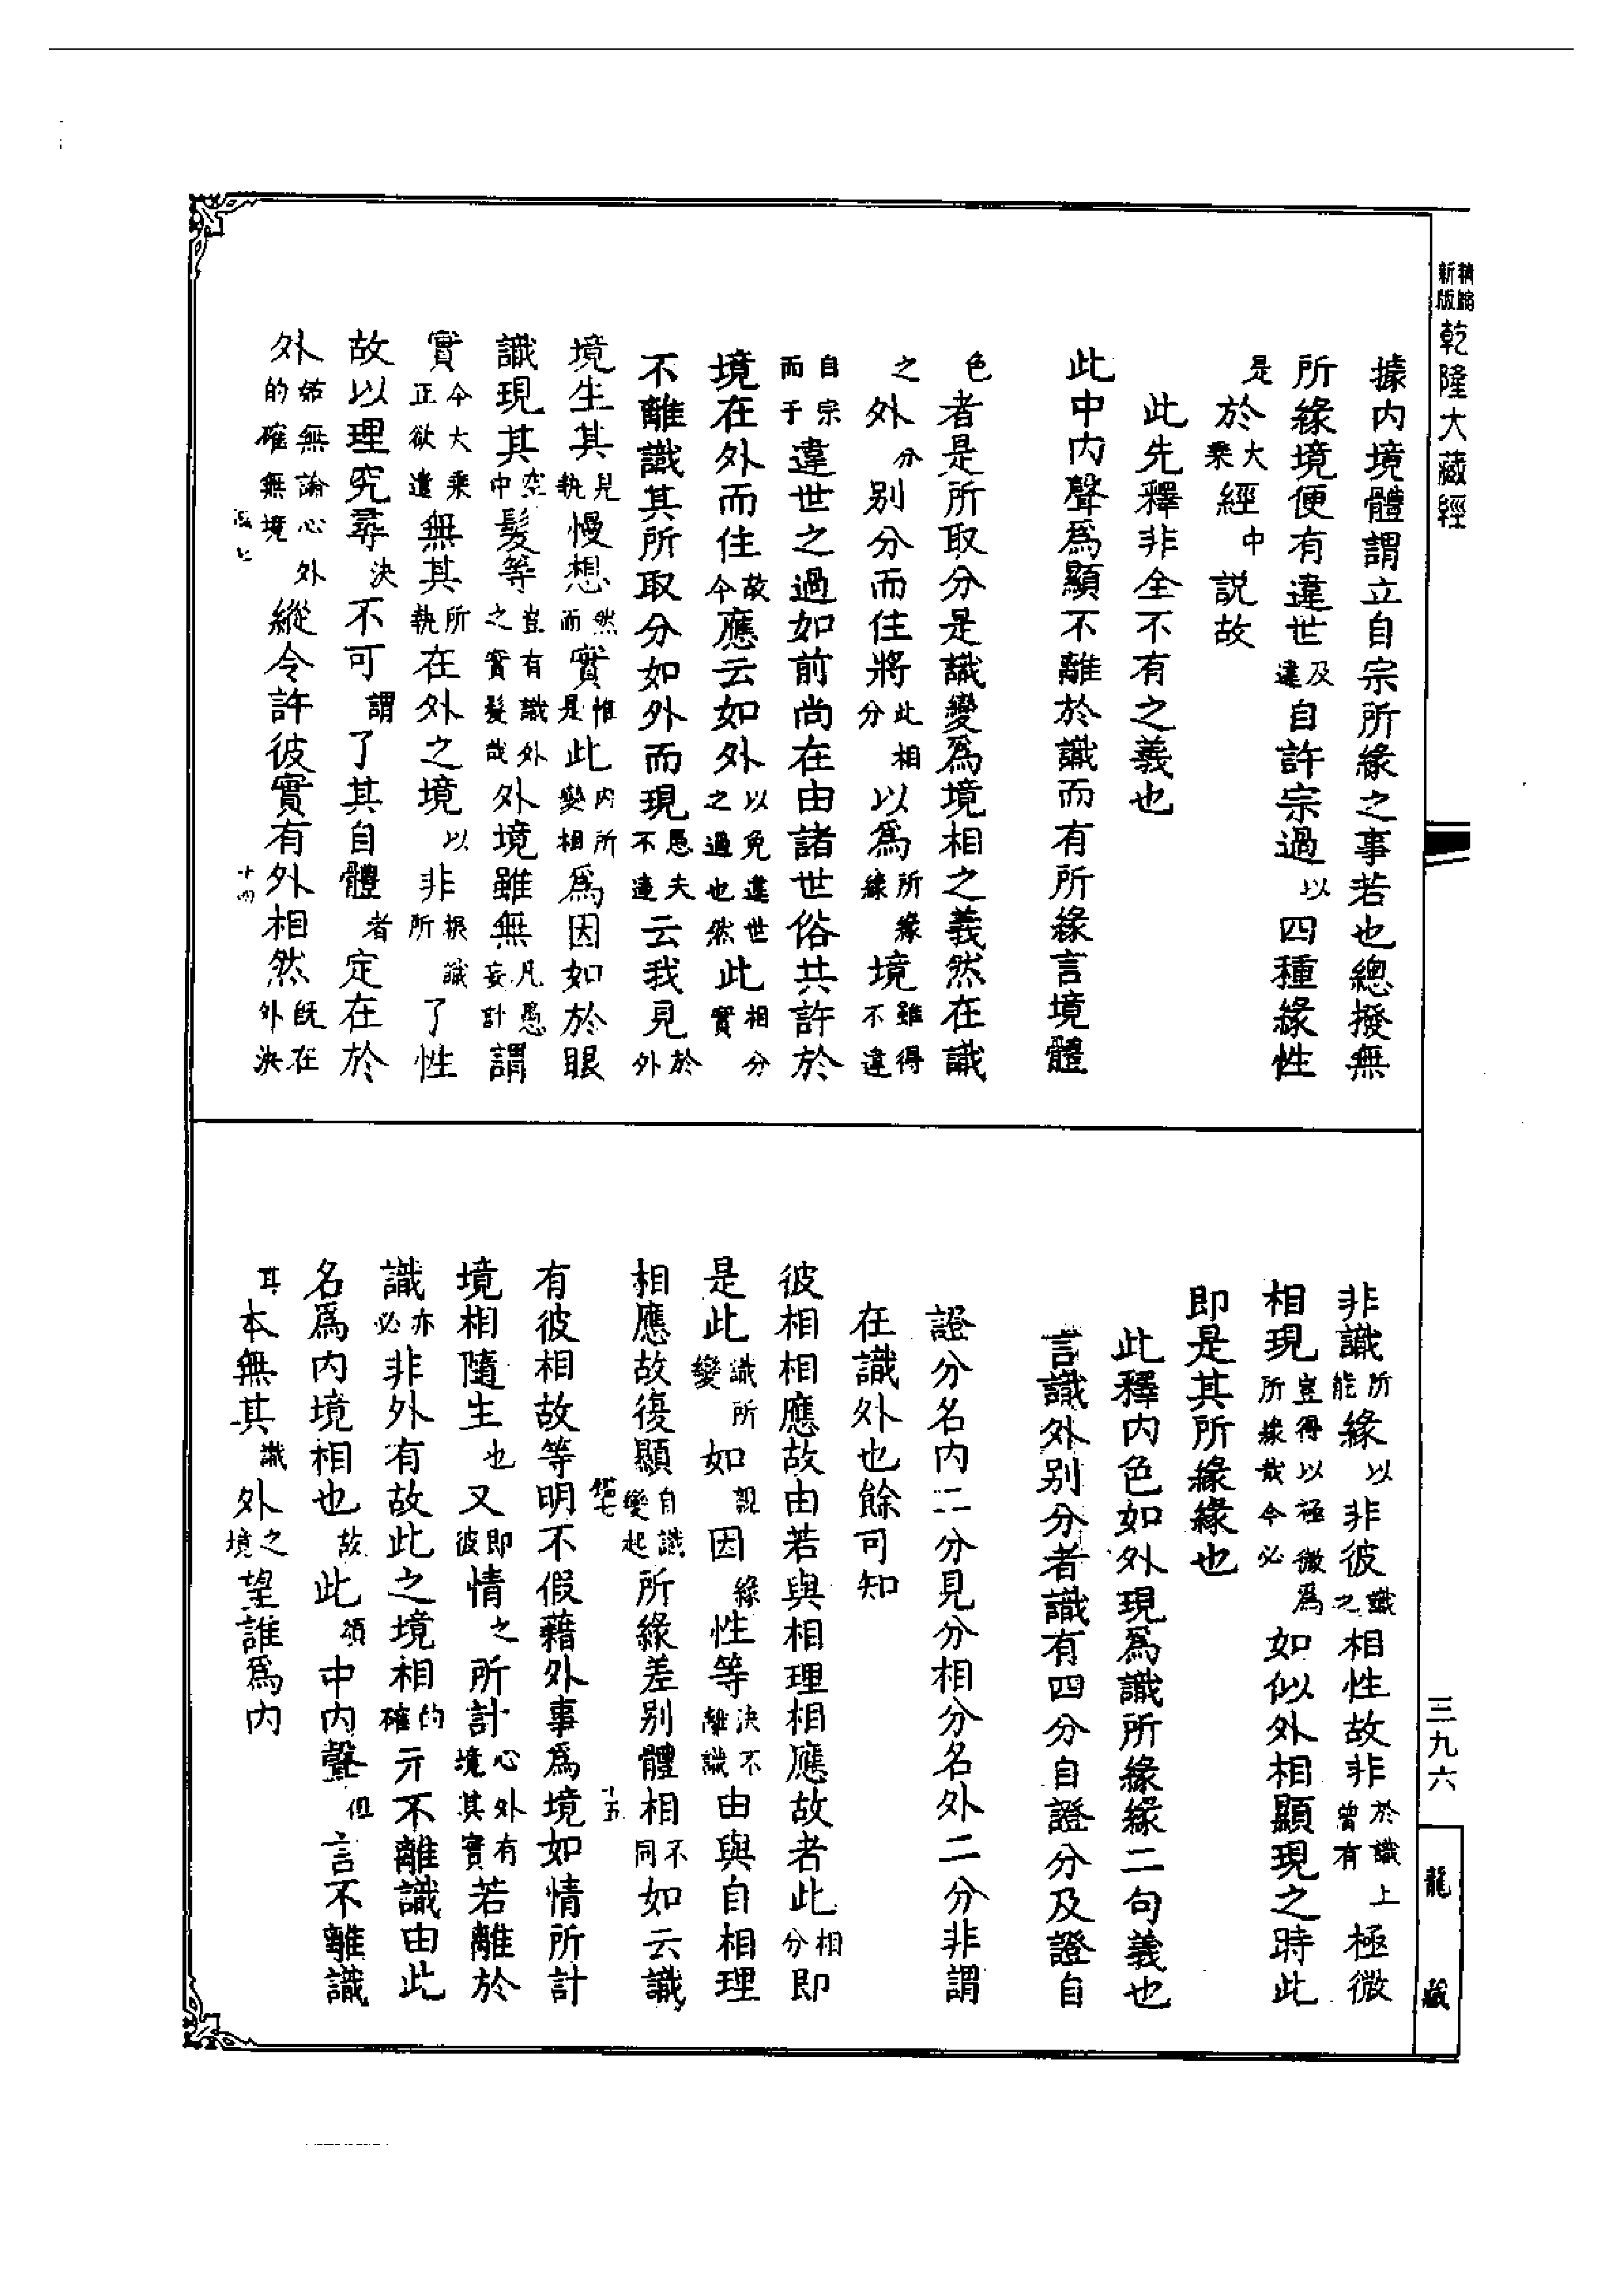 精縮新版乾隆大藏經
三九六
龍藏
據內境體謂立自宗所緣之事若也總撥無
所緣境便有違世及違自許宗過以四種緣性
是於大乘經中説故
此先釋非全不有之義也
此中內聲爲顯不離於識而有所緣言境體
色者是所取分是識變爲境相之義然在識
之外分别分而住將此相分以爲所緣緣境雖得不違
自宗而于違世之過如前尚在由諸世俗共許於
境在外而住故今應云如外以免違世之過也然此相分實
不離識其所取分如外而現愚夫不達云我見於外
境生其見執慢想然而實惟是此內所變相爲因如於眼
識現其空中髮等豈有識外之實髮哉外境雖無凡愚妄計謂
實今大乘正欲遣無其所執在外之境以非根識所了性
故以理究尋決不可謂了其自體者定在於
外姑無論心外的確無境縱令許彼實有外相然既在外決
十四
非識所能緣以非彼識之相性故非於識上曾有極微
相現豈得以極微爲所緣哉今必如似外相顯現之時此
即是其所緣緣也
此釋內色如外現爲識所緣緣二句義也
言識外别分者識有四分自證分及證自
證分名內二分見分相分名外二分非謂
在識外也餘可知
彼相相應故由若與相理相應故者此相分即
是此識所變如説因緣性等決不離識由與自相理
相應故復顯自識變起所緣差别體相不同如云識
十五
有彼相故等明不假藉外事爲境如情所計
境相隨生也又即彼情之所計心外有境其實若離於
識亦必非外有故此之境相的確亓不離識由此
名爲內境相也故此頌中內聲但言不離識
耳本無其識外之境望誰爲內